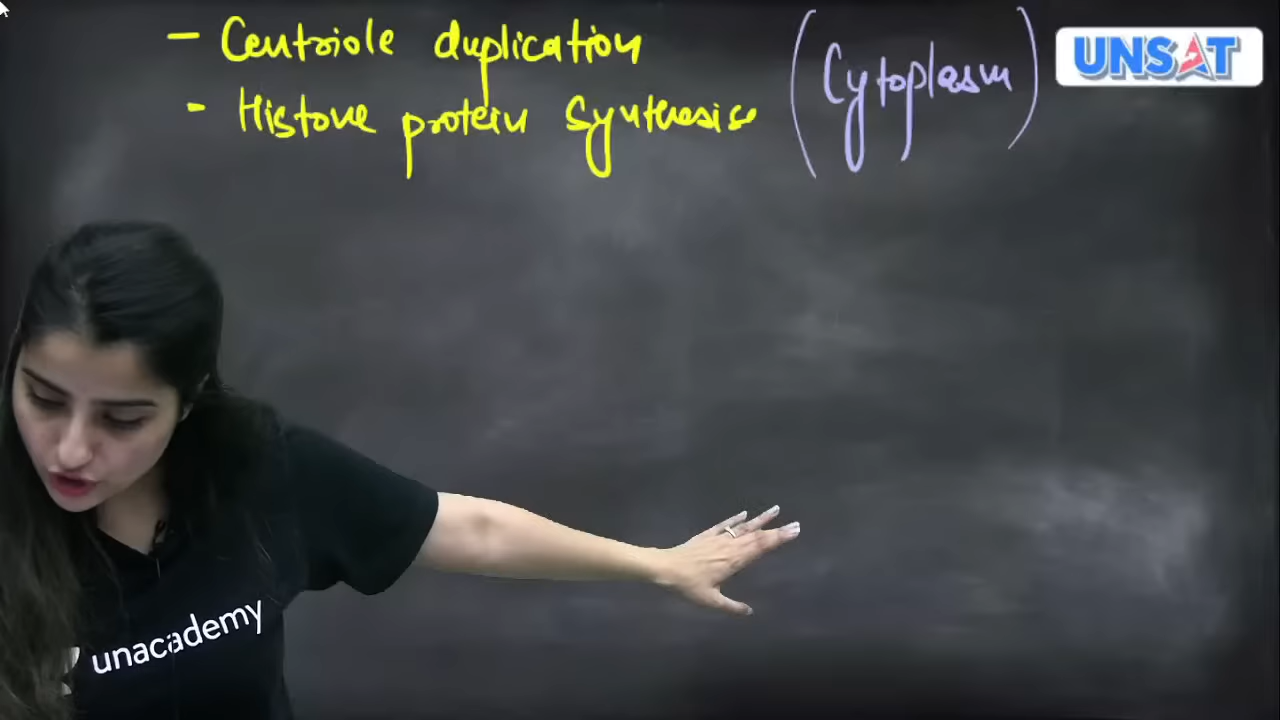 - Centriole duplication
- Histone protein Synthesis
(Cytoplasm)
UNSAT
unacademy